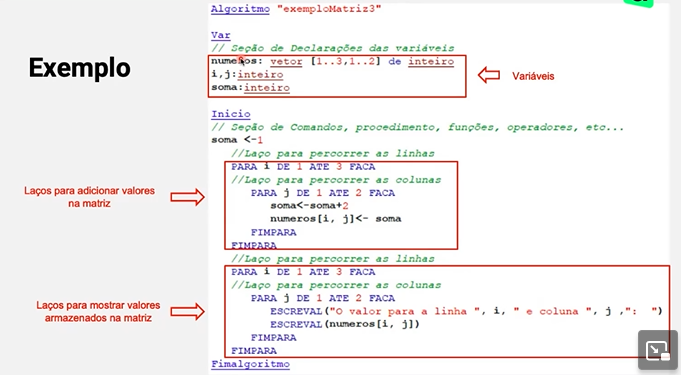 Algoritmo "exemploMatriz3"
Exemplo
Var
// Seção de Declarações das variáveis
numeros: vetor [1..3,1..2] de inteiro
i,j:inteiro
soma:inteiro
Variáveis
Inicio
// Seção de Comandos, procedimento, funções, operadores, etc...
soma <-1
//Laço para percorrer as linhas
PARA i DE 1 ATE 3 FACA
//Laço para percorrer as colunas
PARA j DE 1 ATE 2 FACA
soma<-soma+2
numeros[i, j]<- soma
FIMPARA
FIMPARA
Laços para adicionar valores
na matriz
//Laço para percorrer as linhas
PARA i DE 1 ATE 3 FACA
//Laço para percorrer as colunas
PARA j DE 1 ATE 2 FACA
ESCREVAL("O valor para a linha ", i, " e coluna ", j ,": ")
ESCREVAL(numeros[i, j])
FIMPARA
FIMPARA
Laços para mostrar valores
armazenados na matriz
Fimalgoritmo